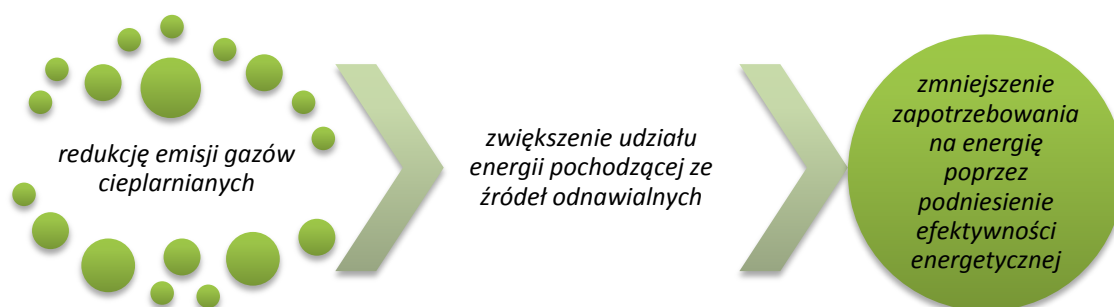 redukcję emisji gazów
cieplarnianych
zwiększenie udziału
energii pochodzącej ze
źródeł odnawialnych
zmniejszenie
zapotrzebowania
na energię
poprzez
podniesienie
efektywności
energetycznej